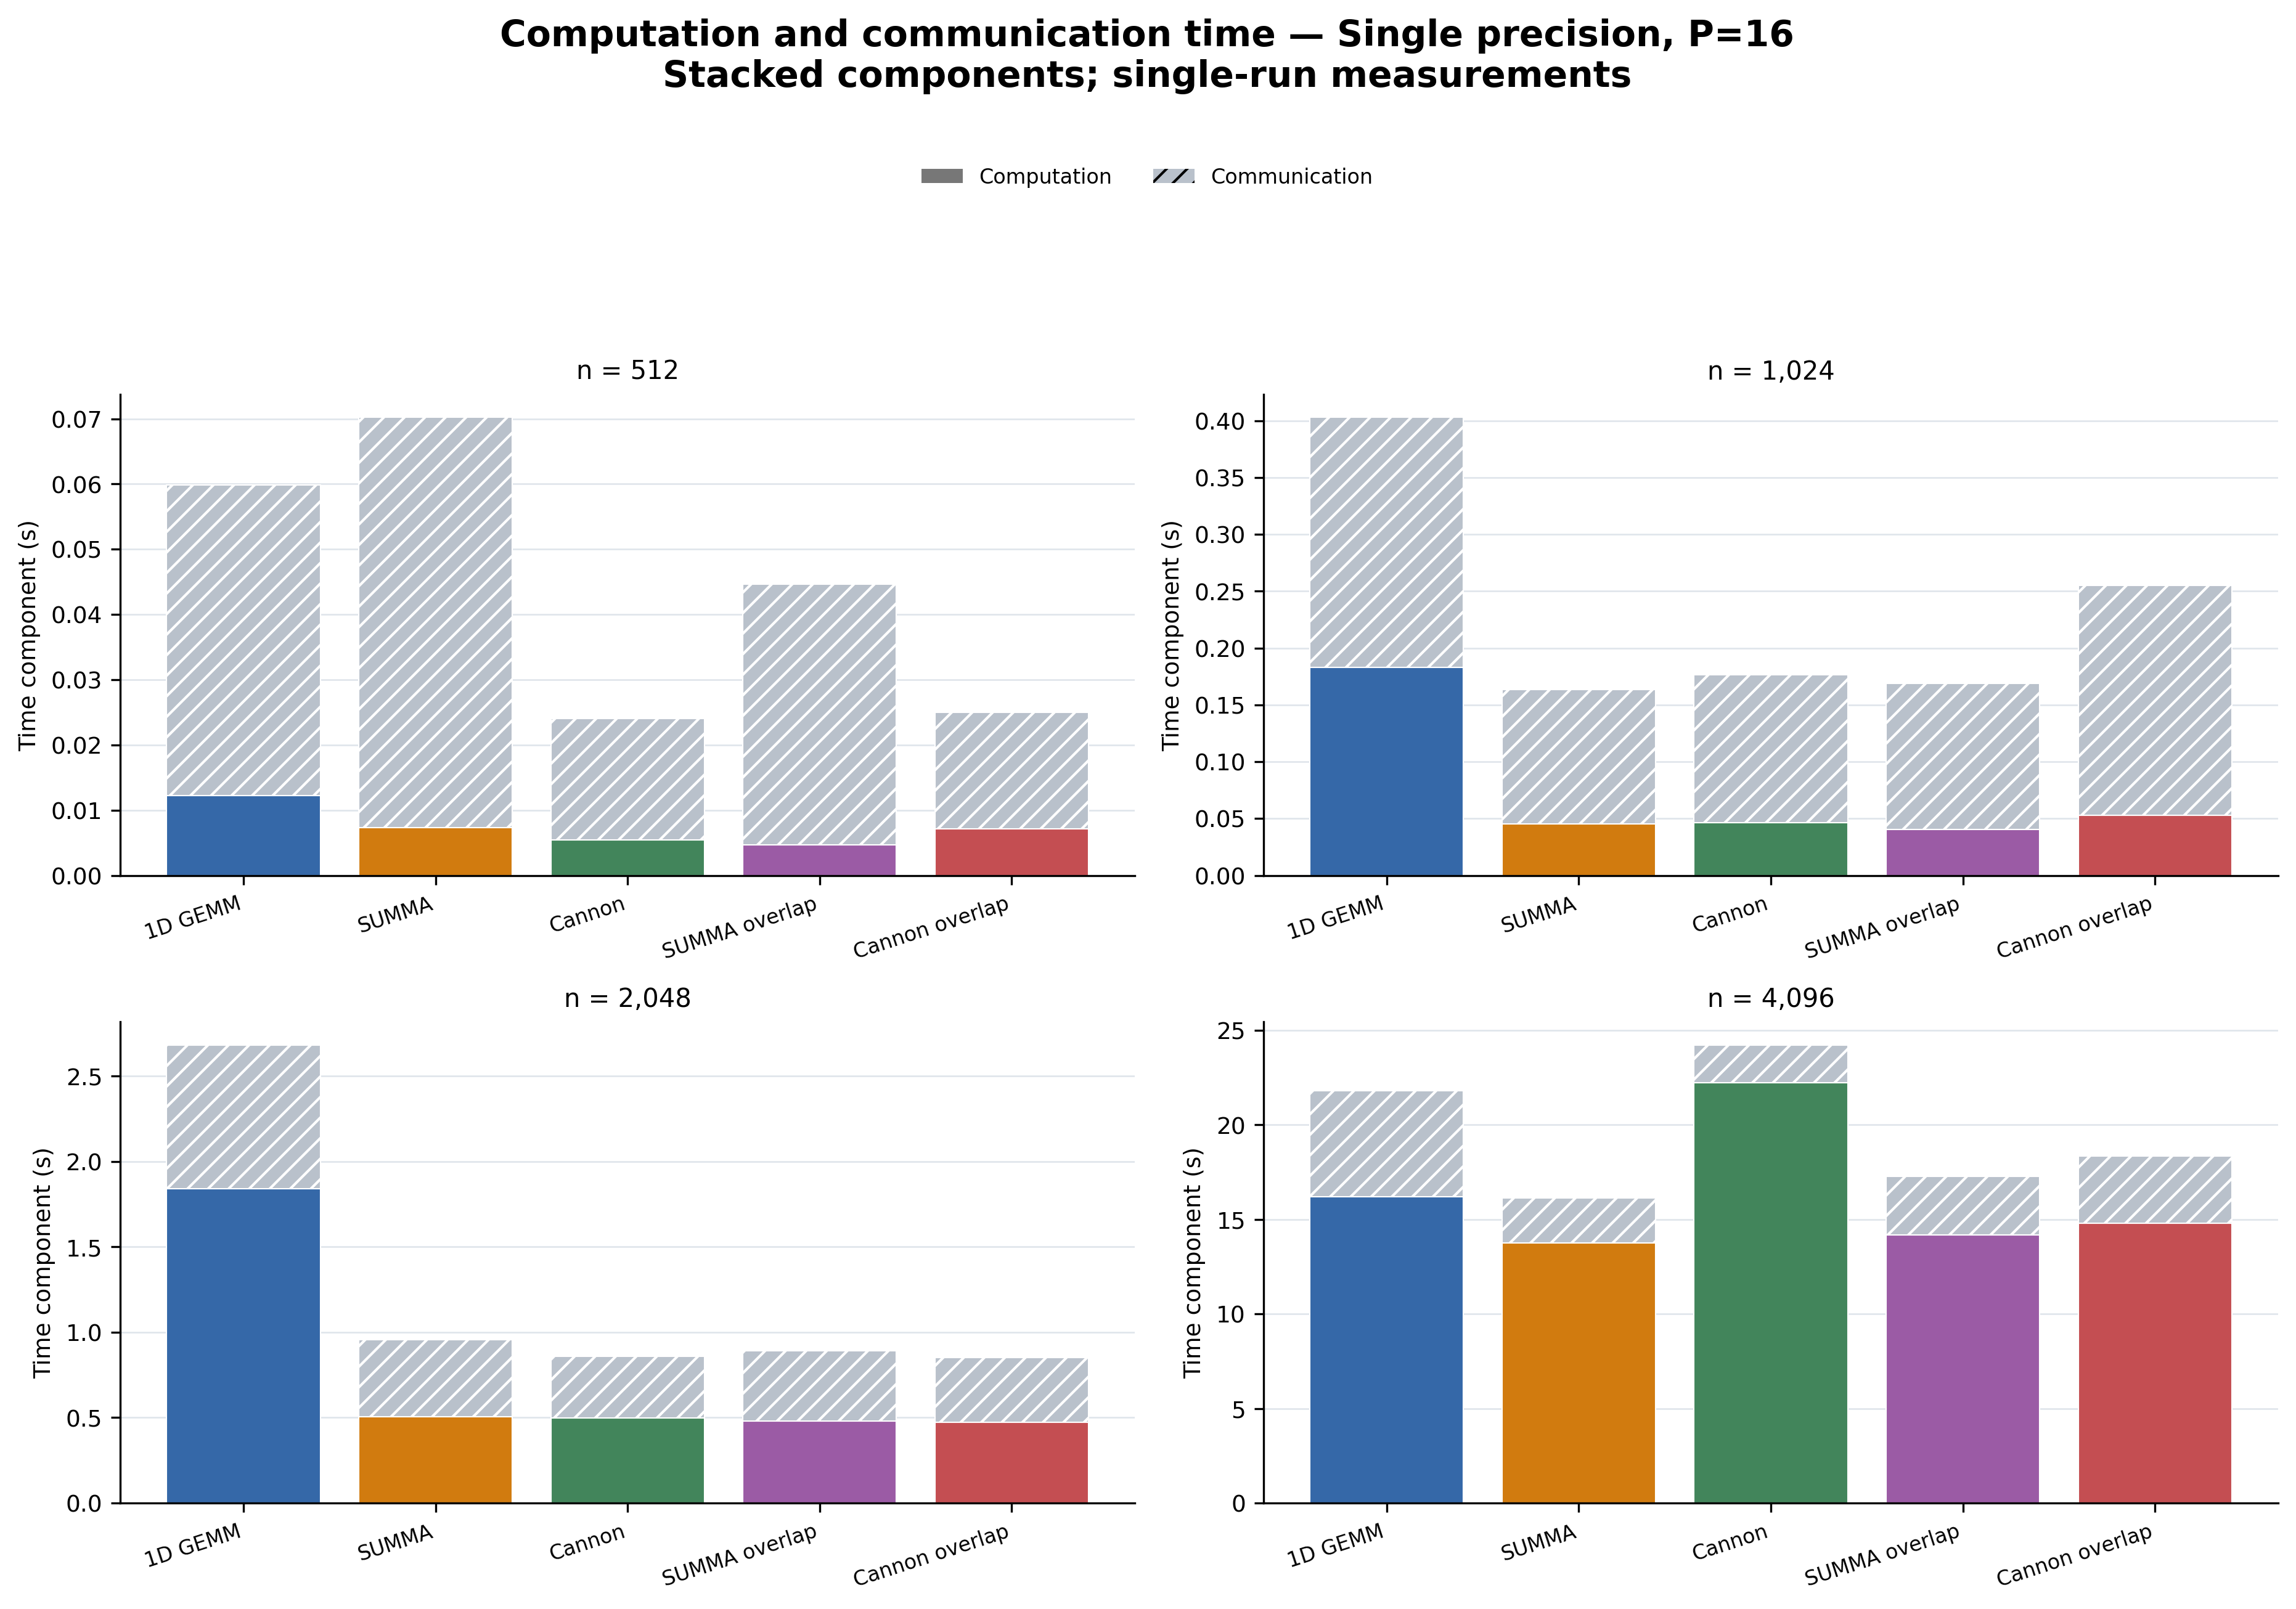 Computation and communication time — Single precision, P=16
Stacked components; single-run measurements
Computation
Communication
n = 512
Time component (s)
0.07
0.06
0.05
0.04
0.03
0.02
0.01
0.00
1D GEMM
SUMMA
Cannon
SUMMA overlap
Cannon overlap
n = 1,024
Time component (s)
0.40
0.35
0.30
0.25
0.20
0.15
0.10
0.05
0.00
1D GEMM
SUMMA
Cannon
SUMMA overlap
Cannon overlap
n = 2,048
Time component (s)
2.5
2.0
1.5
1.0
0.5
0.0
1D GEMM
SUMMA
Cannon
SUMMA overlap
Cannon overlap
n = 4,096
Time component (s)
25
20
15
10
5
0
1D GEMM
SUMMA
Cannon
SUMMA overlap
Cannon overlap